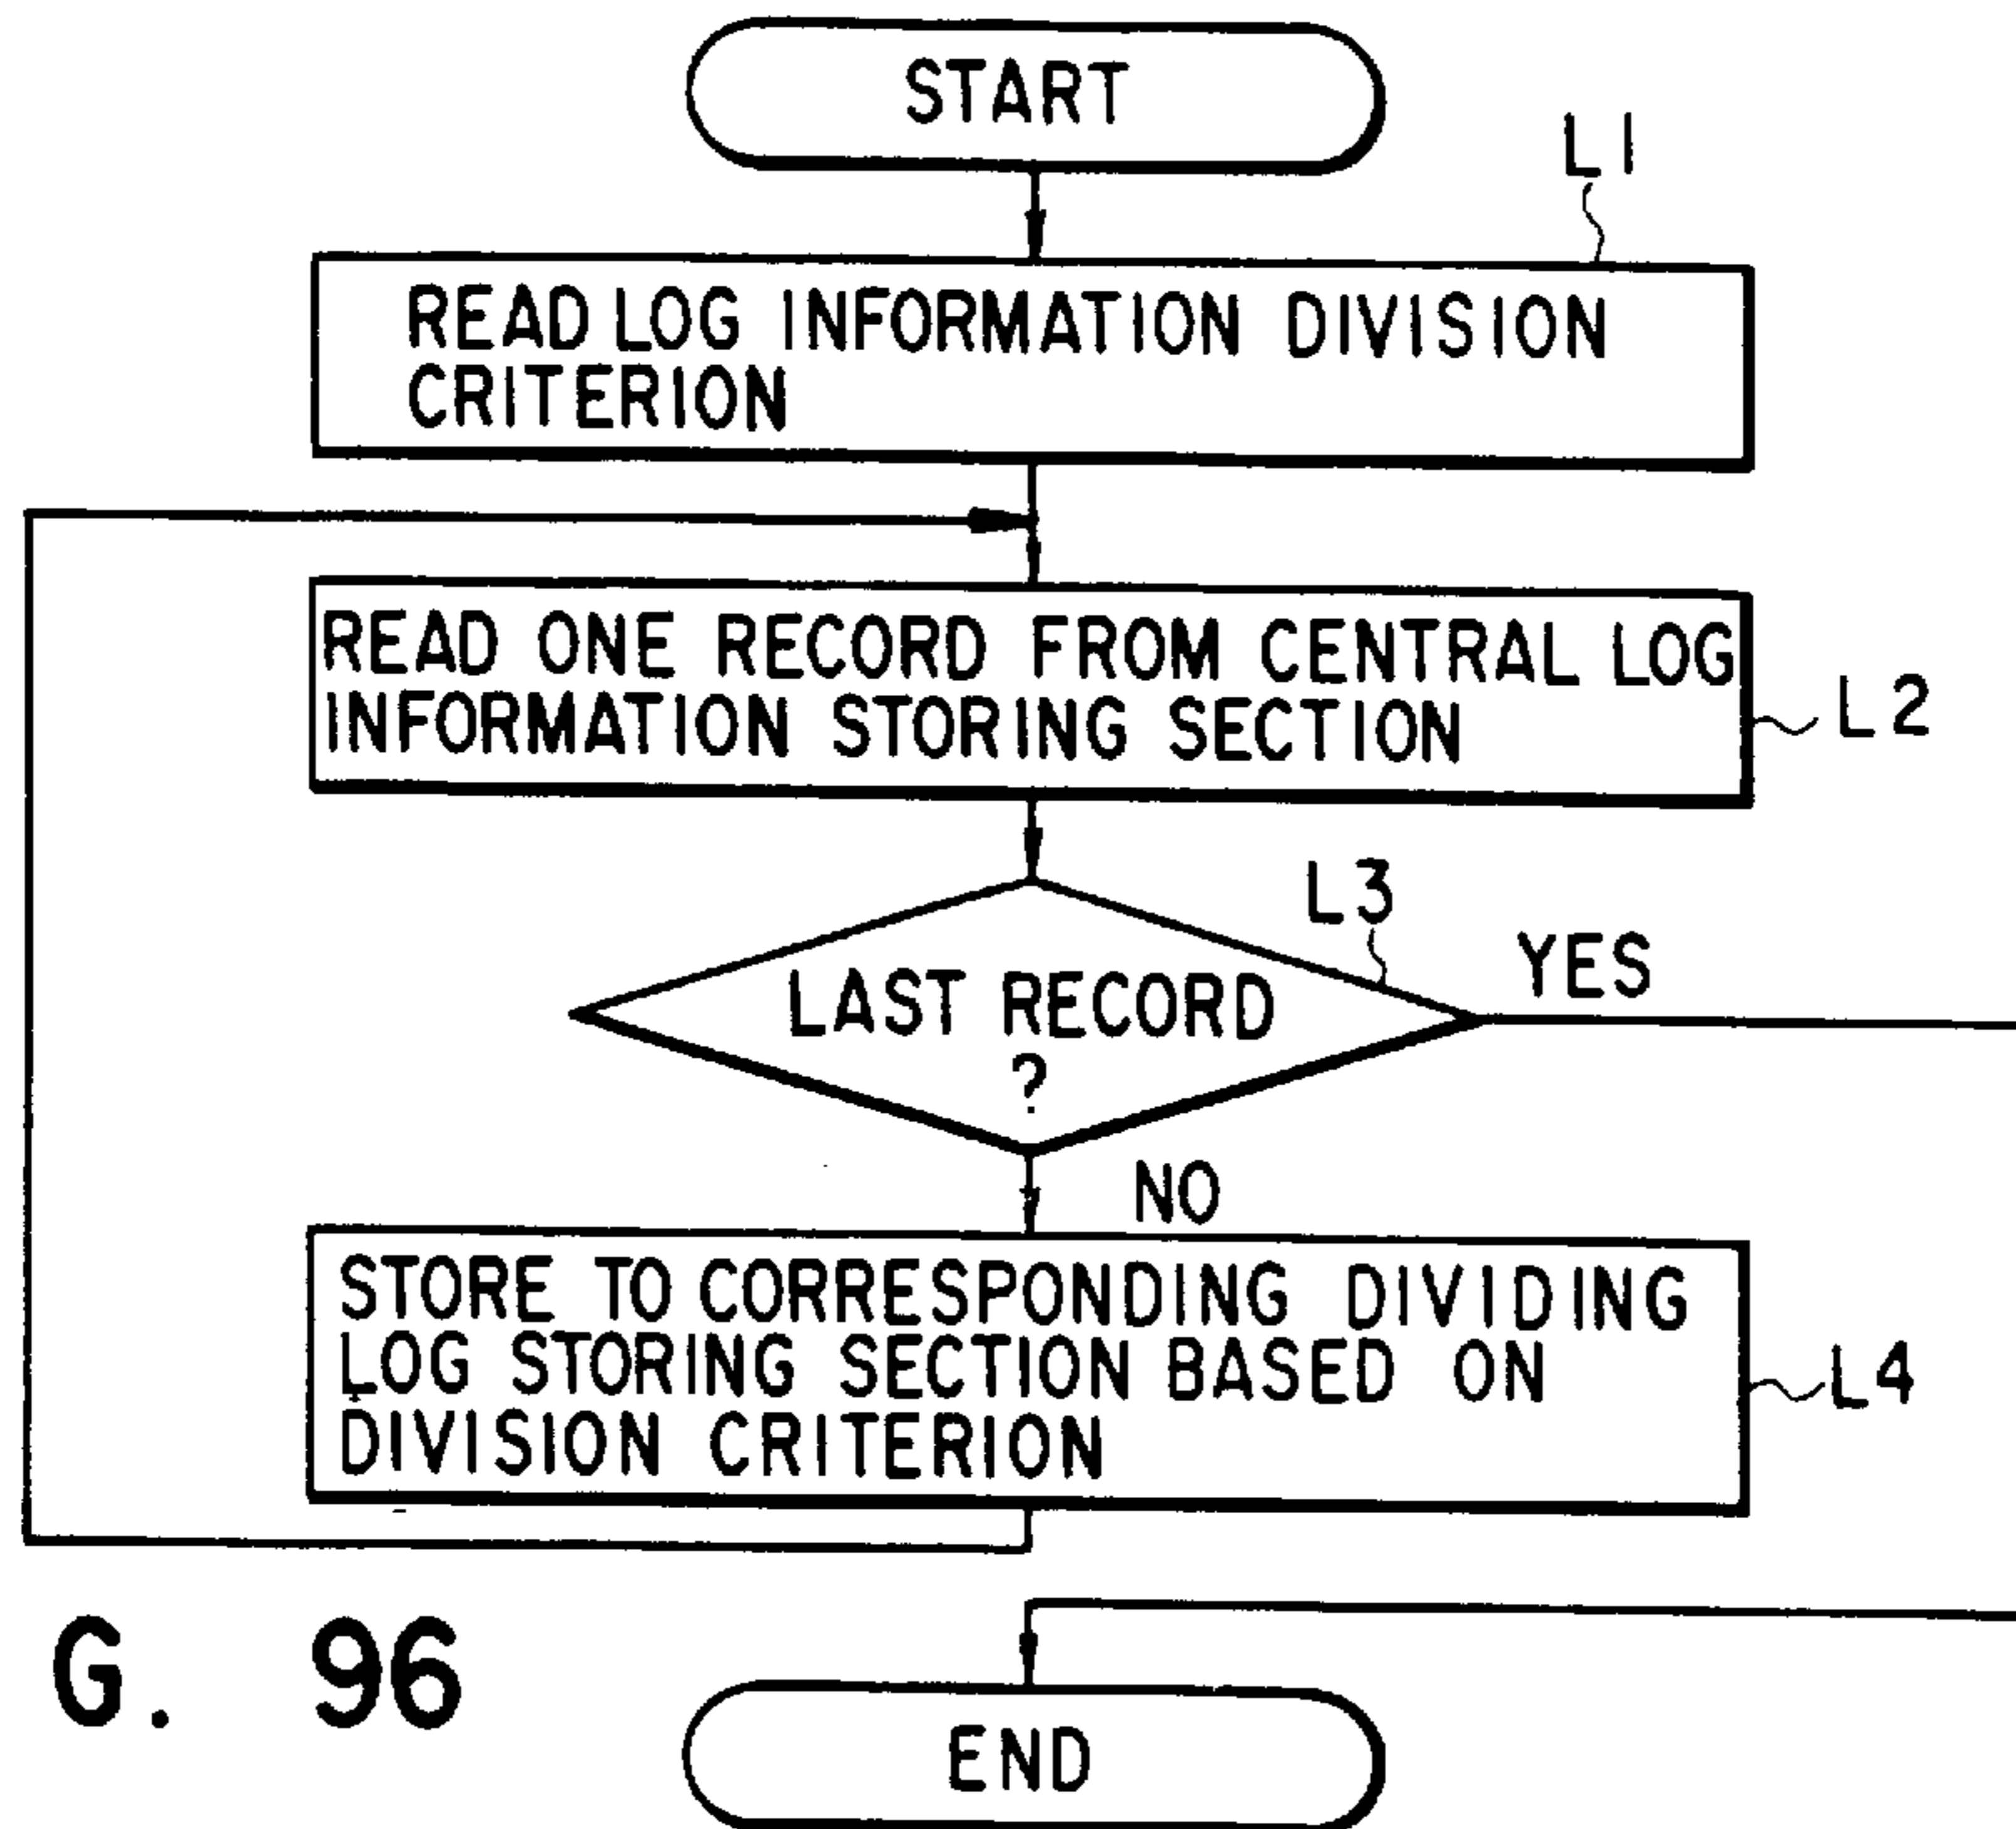 START
L1
READ LOG INFORMATION DIVISION
CRITERION
READ ONE RECORD FROM CENTRAL LOG
INFORMATION STORING SECTION
L2
L3
YES
LAST RECORD
?
NO
STORE TO CORRESPONDING DIVIDING
LOG STORING SECTION BASED ON
DIVISION CRITERION
L4
G. 96
END